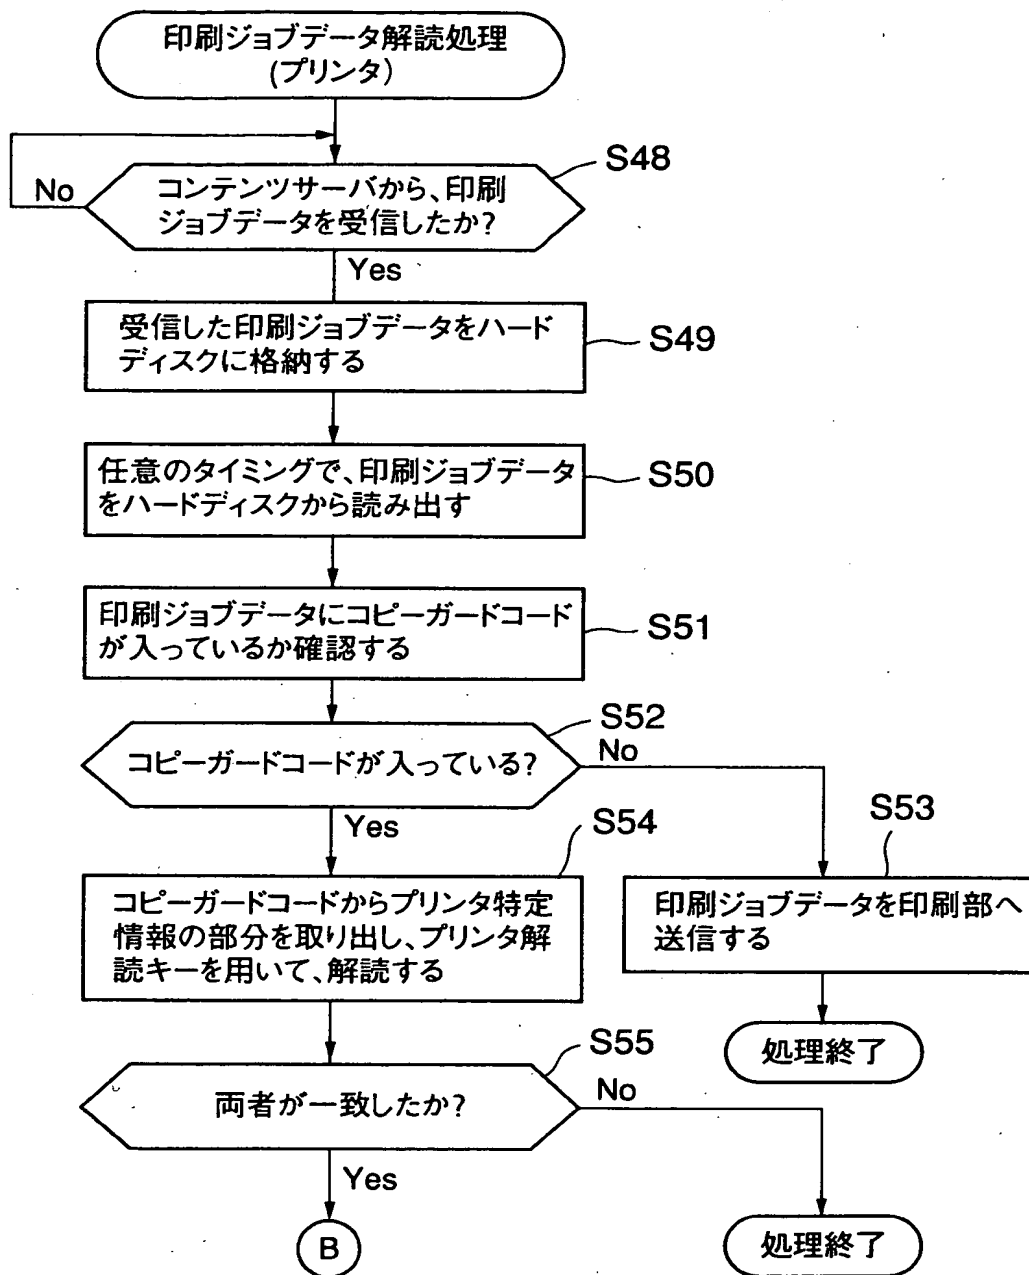 印刷ジョブデータ解読処理
(プリンタ)
S48
No
コンテンツサーバから、印刷
ジョブデータを受信したか?
Yes
受信した印刷ジョブデータをハード
ディスクに格納する
S49
任意のタイミングで、印刷ジョブデータ
をハードディスクから読み出す
S50
印刷ジョブデータにコピーガードコード
が入っているか確認する
S51
S52
コピーガードコードが入っている?
No
Yes
S54
S53
コピーガードコードからプリンタ特定
情報の部分を取り出し、プリンタ解
読キーを用いて、解読する
印刷ジョブデータを印刷部へ
送信する
処理終了
S55
両者が一致したか?
No
Yes
B
処理終了